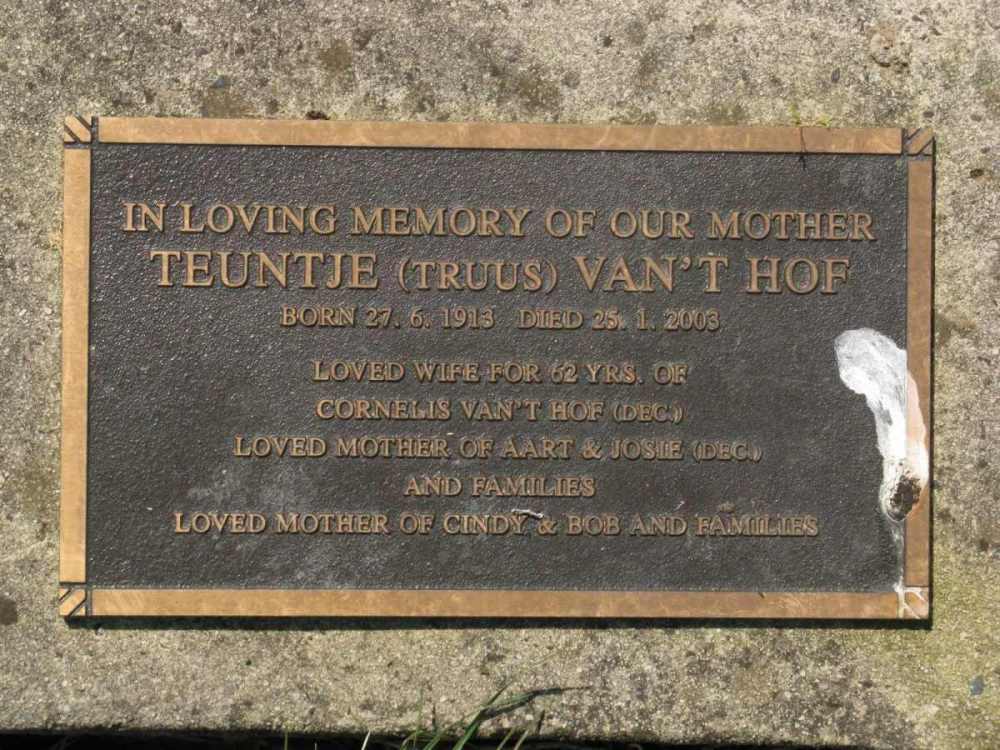 IN LOVING MEMORY OF OUR MOTHER
TEUNTJE (TRUUS) VAN'T HOF
BORN 27. 6. 1913 DIED 25. 1. 2003
LOVED WIFE FOR 62 YRS. OF
CORNELIS VAN'T HOF (DEC.)
LOVED MOTHER OF AART & JOSIE (DEC.)
AND FAMILIES
LOVED MOTHER OF CINDY & BOB AND FAMILIES